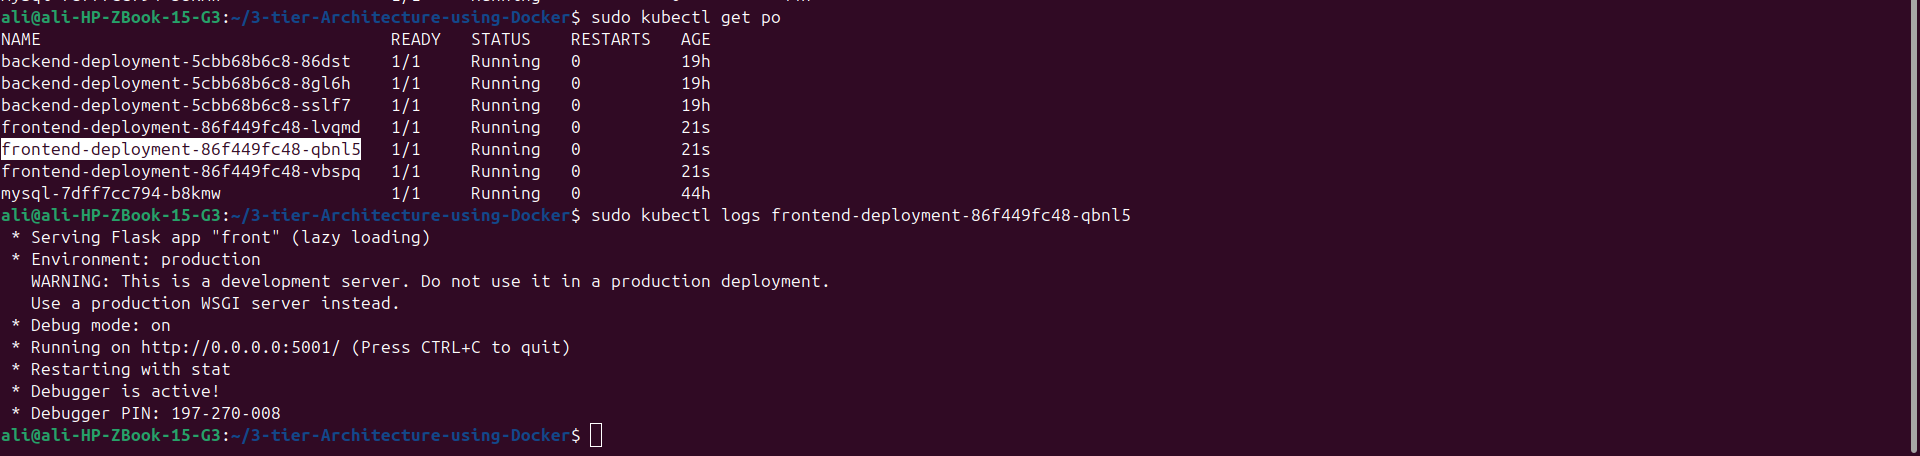 ali@ali-HP-ZBook-15-G3:~/3-tier-Architecture-using-Docker$ sudo kubectl get po
NAME READY STATUS RESTARTS AGE
backend-deployment-5cbb68b6c8-86dst 1/1 Running 0 19h
backend-deployment-5cbb68b6c8-8gl6h 1/1 Running 0 19h
backend-deployment-5cbb68b6c8-sslf7 1/1 Running 0 19h
frontend-deployment-86f449fc48-lvqmd 1/1 Running 0 21s
frontend-deployment-86f449fc48-qbnl5 1/1 Running 0 21s
frontend-deployment-86f449fc48-vbspq 1/1 Running 0 21s
mysql-7dff7cc794-b8kmw 1/1 Running 0 44h
ali@ali-HP-ZBook-15-G3:~/3-tier-Architecture-using-Docker$ sudo kubectl logs frontend-deployment-86f449fc48-qbnl5
 * Serving Flask app "front" (lazy loading)
 * Environment: production
   WARNING: This is a development server. Do not use it in a production deployment.
   Use a production WSGI server instead.
 * Debug mode: on
 * Running on http://0.0.0.0:5001/ (Press CTRL+C to quit)
 * Restarting with stat
 * Debugger is active!
 * Debugger PIN: 197-270-008
ali@ali-HP-ZBook-15-G3:~/3-tier-Architecture-using-Docker$